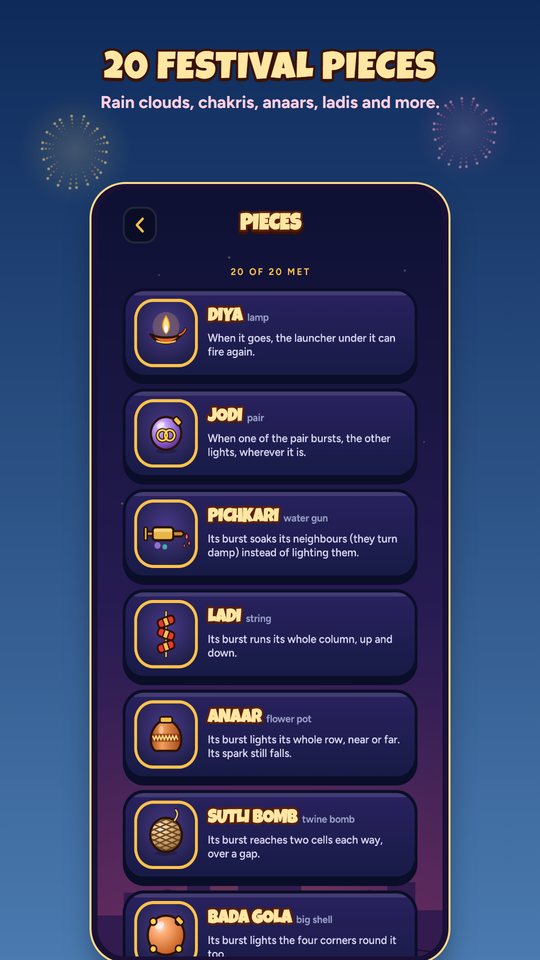 20 FESTIVAL PIECES
Rain clouds, chakris, anaars, ladis and more.
PIECES
20 OF 20 MET
DIYA lamp
When it goes, the launcher under it can
fire again.
JODI pair
When one of the pair bursts, the other
lights, wherever it is.
PICHKARI water gun
Its burst soaks its neighbours (they turn
damp) instead of lighting them.
LADI string
Its burst runs its whole column, up and
down.
ANAAR flower pot
Its burst lights its whole row, near or far.
Its spark still falls.
SUTLI BOMB twine bomb
Its burst reaches two cells each way,
over a gap.
BADA GOLA big shell
Its burst lights the four corners round it
too.